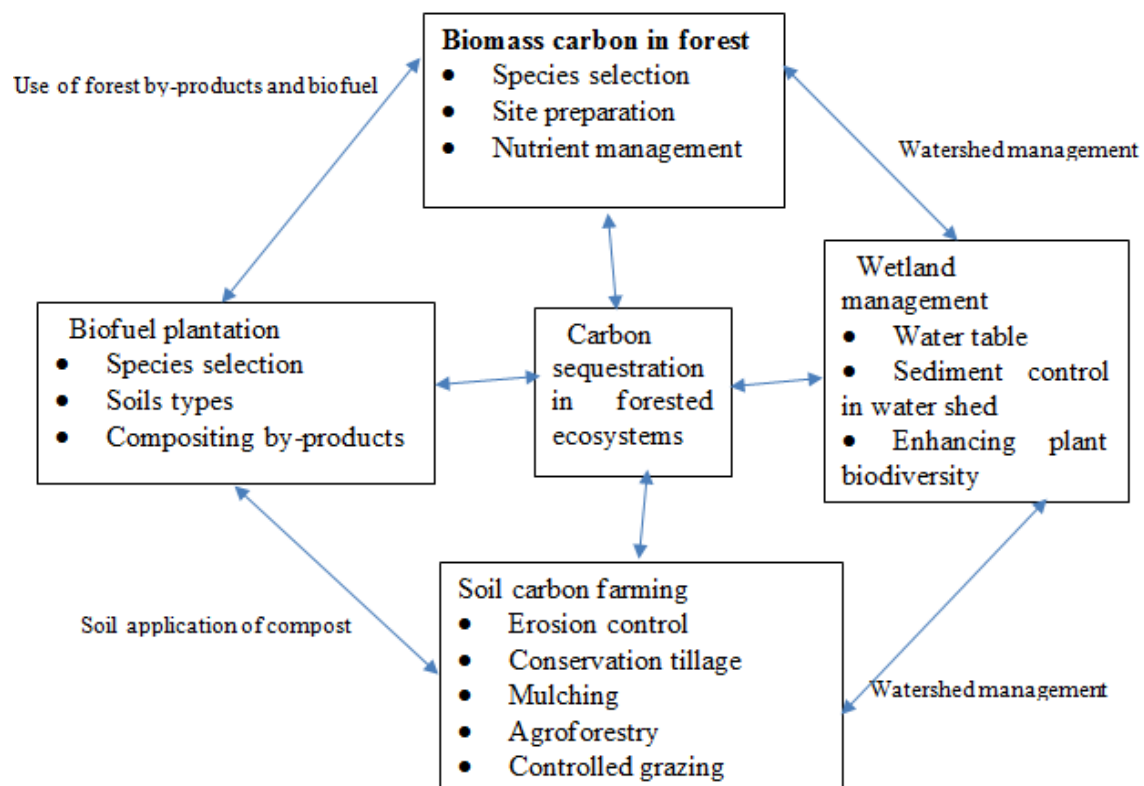 Biomass carbon in forest
• Species selection
• Site preparation
• Nutrient management
Use of forest by-products and biofuel
Watershed management
Biofuel plantation
• Species selection
• Soils types
• Compositing by-products
Carbon
sequestration
in forested
ecosystems
Wetland
management
• Water table
• Sediment control
in water shed
• Enhancing plant
biodiversity
Soil application of compost
Soil carbon farming
• Erosion control
• Conservation tillage
• Mulching
• Agroforestry
• Controlled grazing
Watershed management